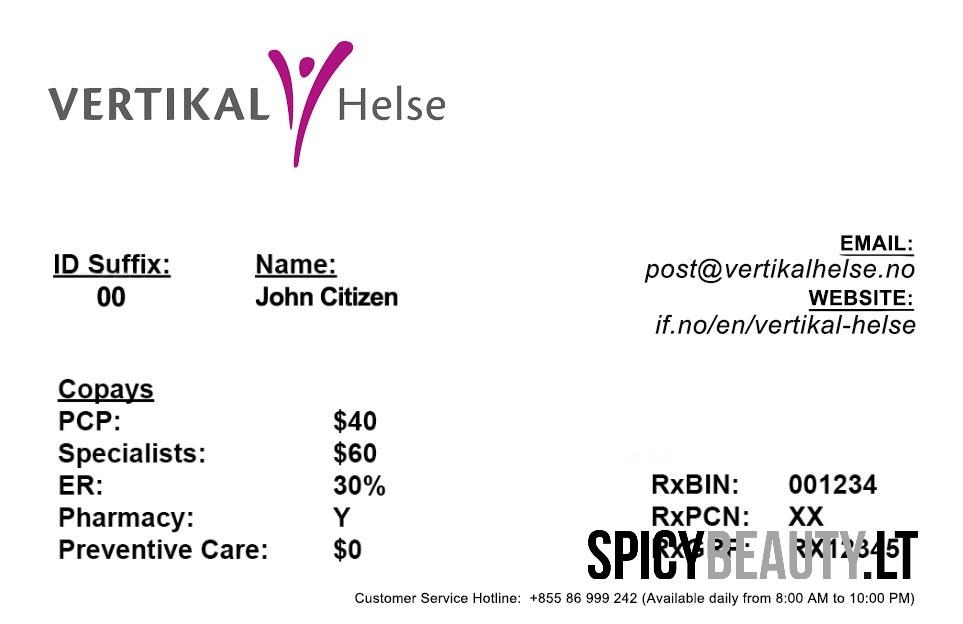 VERTIKAL Helse
EMAIL:
post@vertikalhelse.no
WEBSITE:
if.no/en/vertikal-helse
ID Suffix: Name:
00 John Citizen
Copays
PCP: $40
Specialists: $60
ER: 30%
Pharmacy: Y
Preventive Care: $0
RxBIN: 001234
RxPCN: XX
RX12345
SPICYBEAUTY.LT
Customer Service Hotline: +855 86 999 242 (Available daily from 8:00 AM to 10:00 PM)